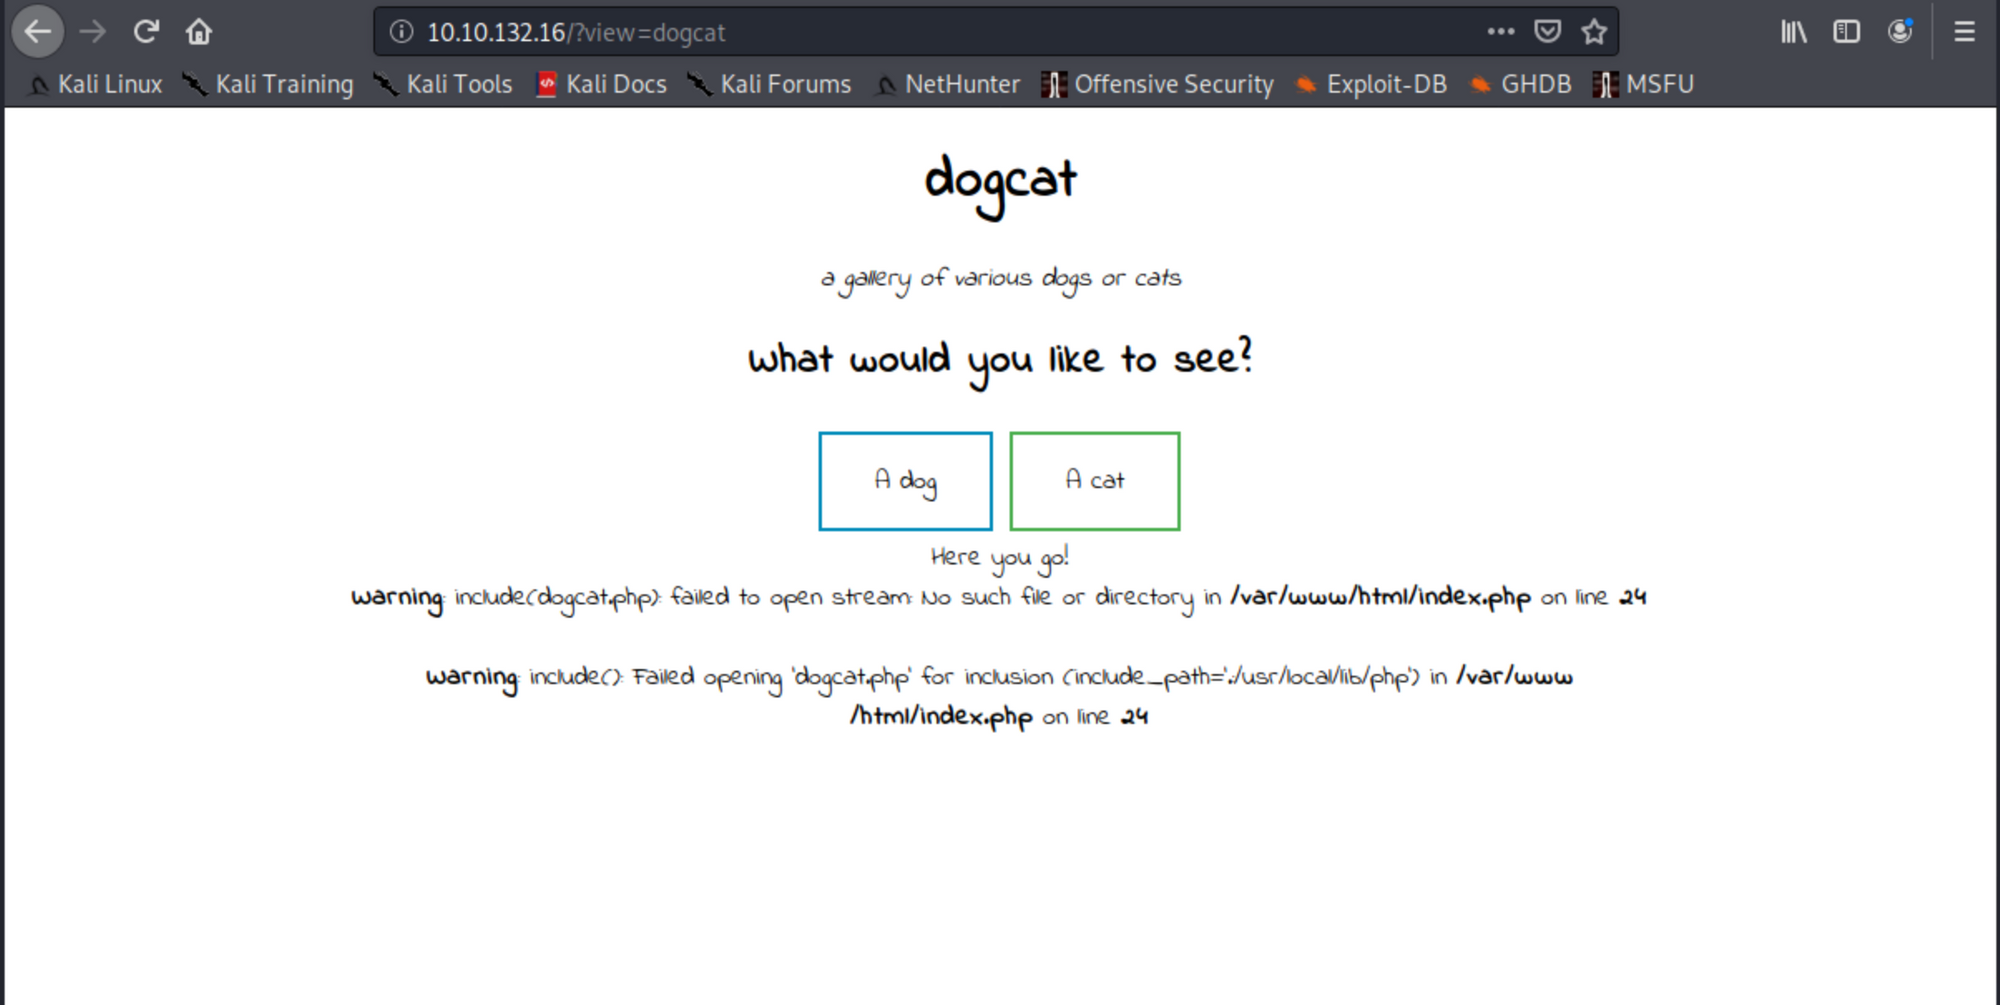 10.10.132.16/?view=dogcat
Kali Linux Kali Training Kali Tools Kali Docs Kali Forums NetHunter Offensive Security Exploit-DB GHDB MSFU
dogcat
a gallery of various dogs or cats
What would you like to see?
A dog A cat
Here you go!
Warning: include(dogcat.php): failed to open stream: No such file or directory in /var/www/html/index.php on line 24
Warning: include(): Failed opening 'dogcat.php' for inclusion (include_path='.:/usr/local/lib/php') in /var/www
/html/index.php on line 24